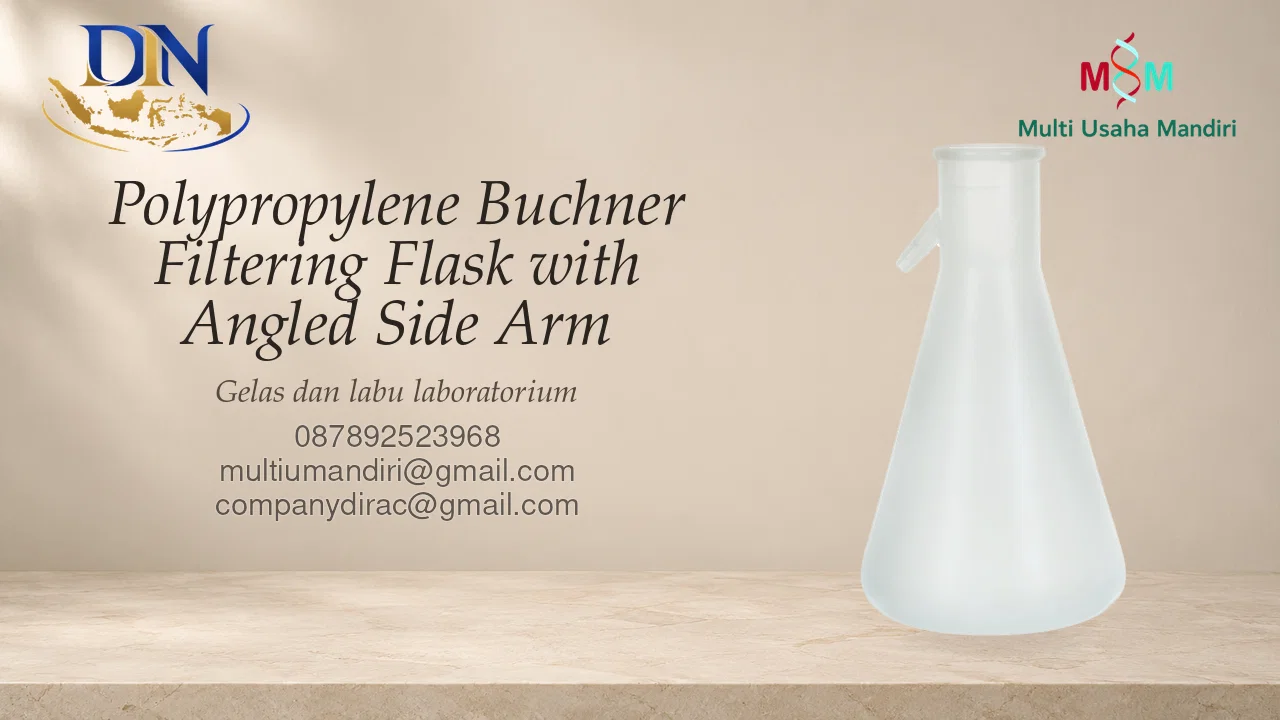 DN
M M
Multi Usaha Mandiri
Polypropylene Buchner
Filtering Flask with
Angled Side Arm
Gelas dan labu laboratorium
087892523968
multiumandiri@gmail.com
companydirac@gmail.com